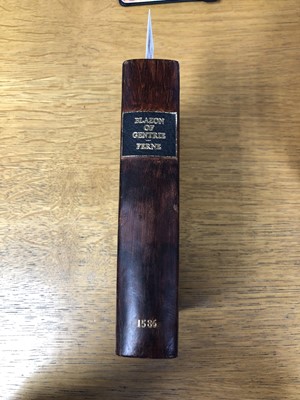 BLAZON
OF
GENTRIE
FERNE
1586